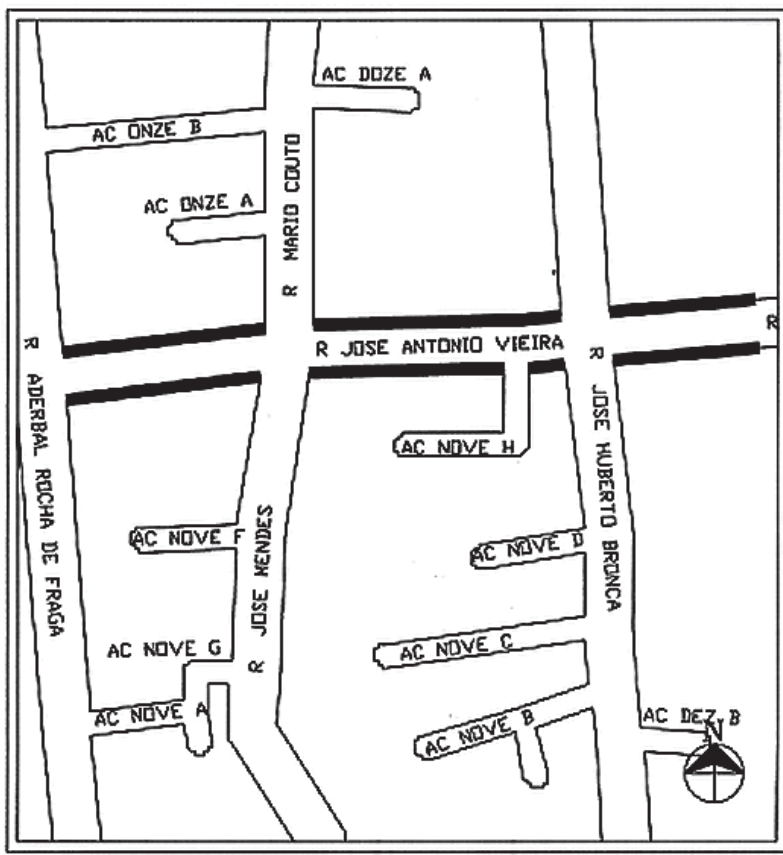 AC DOZE A
AC ONZE B
R MARIO COUTO
AC ONZE A
R JOSE ANTONIO VIEIRA
R
R ADERBAL ROCHA DE FRAGA
R JOSE HUBERTO BRONCA
AC NOVE H
AC NOVE F
R JOSE MENDES
AC NOVE D
AC NOVE G
AC NOVE C
AC NOVE A
AC NOVE B
AC DEZ B
N